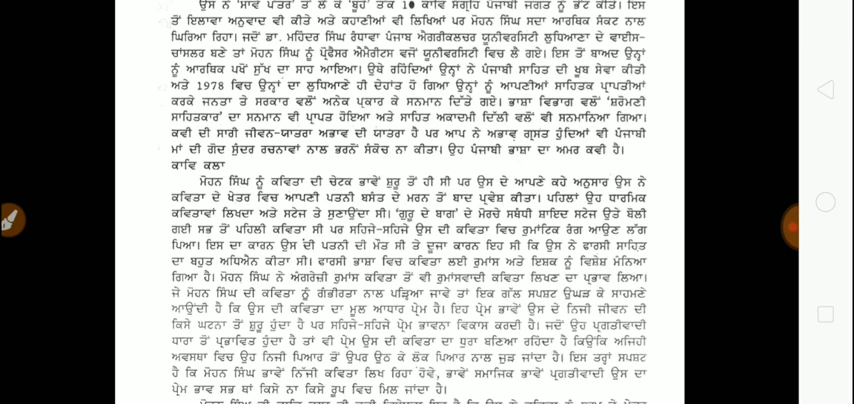 ਉਸ ਨੇ 'ਸਾਵੇ ਪੱਤਰ' ਤੋਂ ਲੈ ਕੇ 'ਬੂਹੇ' ਤੱਕ 10 ਕਾਵਿ ਸੰਗ੍ਰਹਿ ਪੰਜਾਬੀ ਜਗਤ ਨੂੰ ਭੇਂਟ ਕੀਤੇ। ਇਸ
ਤੋਂ ਇਲਾਵਾ ਅਨੁਵਾਦ ਵੀ ਕੀਤੇ ਅਤੇ ਕਹਾਣੀਆਂ ਵੀ ਲਿਖਿਆਂ ਪਰ ਮੋਹਨ ਸਿੰਘ ਸਦਾ ਆਰਥਿਕ ਸੰਕਟ ਨਾਲ
ਘਿਰਿਆ ਰਿਹਾ। ਜਦੋਂ ਡਾ. ਮਹਿੰਦਰ ਸਿੰਘ ਰੰਧਾਵਾ ਪੰਜਾਬ ਐਗਰੀਕਲਚਰ ਯੂਨੀਵਰਸਿਟੀ ਲੁਧਿਆਣਾ ਦੇ ਵਾਈਸ-
ਚਾਂਸਲਰ ਬਣੇ ਤਾਂ ਮੋਹਨ ਸਿੰਘ ਨੂੰ ਪ੍ਰੋਫੈਸਰ ਐਮੈਰੀਟਸ ਵਜੋਂ ਯੂਨੀਵਰਸਿਟੀ ਵਿਚ ਲੈ ਗਏ। ਇਸ ਤੋਂ ਬਾਅਦ ਉਨ੍ਹਾਂ
ਨੂੰ ਆਰਥਿਕ ਪਖੋਂ ਸੁੱਖ ਦਾ ਸਾਹ ਆਇਆ। ਉਥੇ ਰਹਿੰਦਿਆਂ ਉਨ੍ਹਾਂ ਨੇ ਪੰਜਾਬੀ ਸਾਹਿਤ ਦੀ ਖੂਬ ਸੇਵਾ ਕੀਤੀ
ਅਤੇ 1978 ਵਿਚ ਉਨ੍ਹਾਂ ਦਾ ਲੁਧਿਆਣੇ ਹੀ ਦੇਹਾਂਤ ਹੋ ਗਿਆ ਉਨ੍ਹਾਂ ਨੂੰ ਆਪਣੀਆਂ ਸਾਹਿਤਕ ਪ੍ਰਾਪਤੀਆਂ
ਕਰਕੇ ਜਨਤਾ ਤੇ ਸਰਕਾਰ ਵਲੋਂ ਅਨੇਕ ਪ੍ਰਕਾਰ ਕੇ ਸਨਮਾਨ ਦਿੱਤੇ ਗਏ। ਭਾਸ਼ਾ ਵਿਭਾਗ ਵਲੋਂ 'ਸ਼ਰੋਮਣੀ
ਸਾਹਿਤਕਾਰ' ਦਾ ਸਨਮਾਨ ਵੀ ਪ੍ਰਾਪਤ ਹੋਇਆ ਅਤੇ ਸਾਹਿਤ ਅਕਾਦਮੀ ਦਿੱਲੀ ਵਲੋਂ ਵੀ ਸਨਮਾਨਿਆ ਗਿਆ।
ਕਵੀ ਦੀ ਸਾਰੀ ਜੀਵਨ-ਯਾਤਰਾ ਅਭਾਵ ਦੀ ਯਾਤਰਾ ਹੈ ਪਰ ਆਪ ਨੇ ਅਭਾਵ ਗ੍ਰਸਤ ਹੁੰਦਿਆਂ ਵੀ ਪੰਜਾਬੀ
ਮਾਂ ਦੀ ਗੋਦ ਸੁੰਦਰ ਰਚਨਾਵਾਂ ਨਾਲ ਭਰਨੋਂ ਸੰਕੋਚ ਨਾ ਕੀਤਾ। ਉਹ ਪੰਜਾਬੀ ਭਾਸ਼ਾ ਦਾ ਅਮਰ ਕਵੀ ਹੈ।
ਕਾਵਿ ਕਲਾ
ਮੋਹਨ ਸਿੰਘ ਨੂੰ ਕਵਿਤਾ ਦੀ ਚੇਟਕ ਭਾਵੇਂ ਸ਼ੁਰੂ ਤੋਂ ਹੀ ਸੀ ਪਰ ਉਸ ਦੇ ਆਪਣੇ ਕਹੇ ਅਨੁਸਾਰ ਉਸ ਨੇ
ਕਵਿਤਾ ਦੇ ਖੇਤਰ ਵਿਚ ਆਪਣੀ ਪਤਨੀ ਬਸੰਤ ਦੇ ਮਰਨ ਤੋਂ ਬਾਦ ਪ੍ਰਵੇਸ਼ ਕੀਤਾ। ਪਹਿਲਾਂ ਉਹ ਧਾਰਮਿਕ
ਕਵਿਤਾਵਾਂ ਲਿਖਦਾ ਅਤੇ ਸਟੇਜ ਤੇ ਸੁਣਾਉਂਦਾ ਸੀ। 'ਗੁਰੂ ਦੇ ਬਾਗ' ਦੇ ਮੋਰਚੇ ਸਬੰਧੀ ਸ਼ਾਇਦ ਸਟੇਜ ਉਤੇ ਬੋਲੀ
ਗਈ ਸਭ ਤੋਂ ਪਹਿਲੀ ਕਵਿਤਾ ਸੀ ਪਰ ਸਹਿਜੇ-ਸਹਿਜੇ ਉਸ ਦੀ ਕਵਿਤਾ ਵਿਚ ਰੁਮਾਂਟਿਕ ਰੰਗ ਆਉਣ ਲੱਗ
ਪਿਆ। ਇਸ ਦਾ ਕਾਰਨ ਉਸ ਦੀ ਪਤਨੀ ਦੀ ਮੌਤ ਸੀ ਤੇ ਦੂਜਾ ਕਾਰਨ ਇਹ ਸੀ ਕਿ ਉਸ ਨੇ ਫਾਰਸੀ ਸਾਹਿਤ
ਦਾ ਬਹੁਤ ਅਧਿਐਨ ਕੀਤਾ ਸੀ। ਫਾਰਸੀ ਭਾਸ਼ਾ ਵਿਚ ਕਵਿਤਾ ਲਈ ਰੁਮਾਂਸ ਅਤੇ ਇਸ਼ਕ ਨੂੰ ਵਿਸ਼ੇਸ਼ ਮੰਨਿਆ
ਗਿਆ ਹੈ। ਮੋਹਨ ਸਿੰਘ ਨੇ ਅੰਗਰੇਜ਼ੀ ਰੁਮਾਂਸ ਕਵਿਤਾ ਤੋਂ ਵੀ ਰੁਮਾਂਸਵਾਦੀ ਕਵਿਤਾ ਲਿਖਣ ਦਾ ਪ੍ਰਭਾਵ ਲਿਆ।
ਜੇ ਮੋਹਨ ਸਿੰਘ ਦੀ ਕਵਿਤਾ ਨੂੰ ਗੰਭੀਰਤਾ ਨਾਲ ਪੜ੍ਹਿਆ ਜਾਵੇ ਤਾਂ ਇਕ ਗੱਲ ਸਪਸ਼ਟ ਉਘੜ ਕੇ ਸਾਹਮਣੇ
ਆਉਂਦੀ ਹੈ ਕਿ ਉਸ ਦੀ ਕਵਿਤਾ ਦਾ ਮੂਲ ਆਧਾਰ ਪ੍ਰੇਮ ਹੈ। ਇਹ ਪ੍ਰੇਮ ਭਾਵੇਂ ਉਸ ਦੇ ਨਿਜੀ ਜੀਵਨ ਦੀ
ਕਿਸੇ ਘਟਨਾ ਤੋਂ ਸ਼ੁਰੂ ਹੁੰਦਾ ਹੈ ਪਰ ਸਹਿਜੇ-ਸਹਿਜੇ ਪ੍ਰੇਮ ਭਾਵਨਾ ਵਿਕਾਸ ਕਰਦੀ ਹੈ। ਜਦੋਂ ਉਹ ਪ੍ਰਗਤੀਵਾਦੀ
ਧਾਰਾ ਤੋਂ ਪ੍ਰਭਾਵਿਤ ਹੁੰਦਾ ਹੈ ਤਾਂ ਵੀ ਪ੍ਰੇਮ ਉਸ ਦੀ ਕਵਿਤਾ ਦਾ ਧੁਰਾ ਬਣਿਆ ਰਹਿੰਦਾ ਹੈ ਕਿਉਂਕਿ ਅਜਿਹੀ
ਅਵਸਥਾ ਵਿਚ ਉਹ ਨਿਜੀ ਪਿਆਰ ਤੋਂ ਉਪਰ ਉਠ ਕੇ ਲੋਕ ਪਿਆਰ ਨਾਲ ਜੁੜ ਜਾਂਦਾ ਹੈ। ਇਸ ਤਰ੍ਹਾਂ ਸਪਸ਼ਟ
ਹੈ ਕਿ ਮੋਹਨ ਸਿੰਘ ਭਾਵੇਂ ਨਿੱਜੀ ਕਵਿਤਾ ਲਿਖ ਰਿਹਾ ਹੋਵੇ, ਭਾਵੇਂ ਸਮਾਜਿਕ ਭਾਵੇਂ ਪ੍ਰਗਤੀਵਾਦੀ ਉਸ ਦਾ
ਪ੍ਰੇਮ ਭਾਵ ਸਭ ਥਾਂ ਕਿਸੇ ਨਾ ਕਿਸੇ ਰੂਪ ਵਿਚ ਮਿਲ ਜਾਂਦਾ ਹੈ।